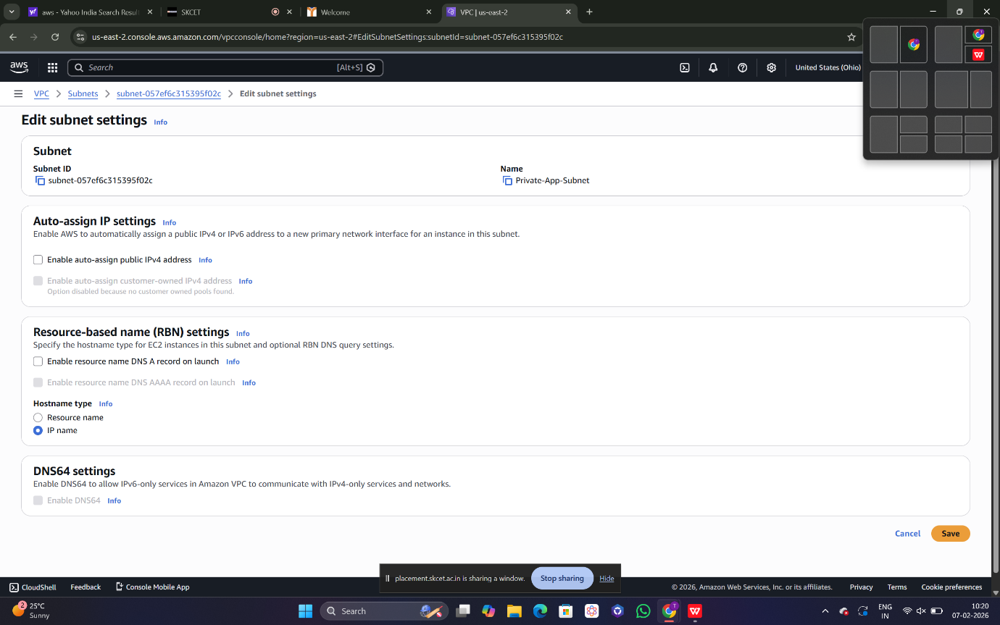 aws - Yahoo India Search Resul
SKCET
Welcome
VPC | us-east-2
us-east-2.console.aws.amazon.com/vpcconsole/home?region=us-east-2#EditSubnetSettings:subnetId=subnet-057ef6c315395f02c
aws
Search
[Alt+S]
United States (Ohio)
VPC
Subnets
subnet-057ef6c315395f02c
Edit subnet settings
Edit subnet settings Info
Subnet
Subnet ID
subnet-057ef6c315395f02c
Name
Private-App-Subnet
Auto-assign IP settings Info
Enable AWS to automatically assign a public IPv4 or IPv6 address to a new primary network interface for an instance in this subnet.
Enable auto-assign public IPv4 address Info
Enable auto-assign customer-owned IPv4 address Info
Option disabled because no customer owned pools found.
Resource-based name (RBN) settings Info
Specify the hostname type for EC2 instances in this subnet and optional RBN DNS query settings.
Enable resource name DNS A record on launch Info
Enable resource name DNS AAAA record on launch Info
Hostname type Info
Resource name
IP name
DNS64 settings
Enable DNS64 to allow IPv6-only services in Amazon VPC to communicate with IPv4-only services and networks.
Enable DNS64 Info
Cancel
Save
placement.skcet.ac.in is sharing a window.
Stop sharing
Hide
CloudShell
Feedback
Console Mobile App
© 2026, Amazon Web Services, Inc. or its affiliates.
Privacy
Terms
Cookie preferences
2
25°C
Sunny
Search
ENG
IN
10:20
07-02-2026